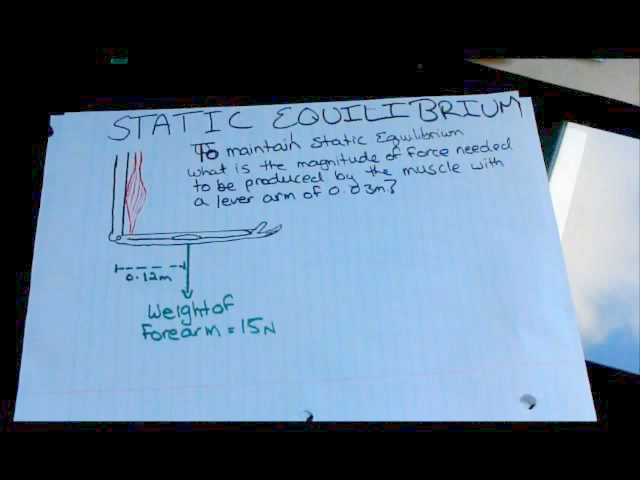 STATIC EQUILIBRIUM
To maintain Static Equilibrium
what is the magnitude of force needed
to be produced by the muscle with
a lever arm of 0.03m?
0.12m
Weight of
forearm = 15N